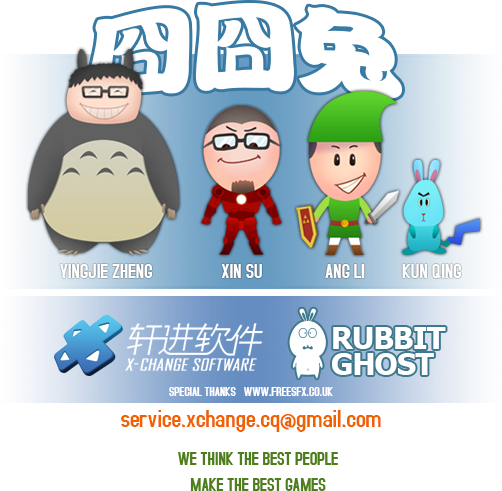 囧囧兔
YINGJIE ZHENG XIN SU ANG LI KUN QING
轩进软件
X-CHANGE SOFTWARE
RUBBIT
GHOST
SPECIAL THANKS WWW.FREESFX.CO.UK
service.xchange.cq@gmail.com
WE THINK THE BEST PEOPLE
MAKE THE BEST GAMES